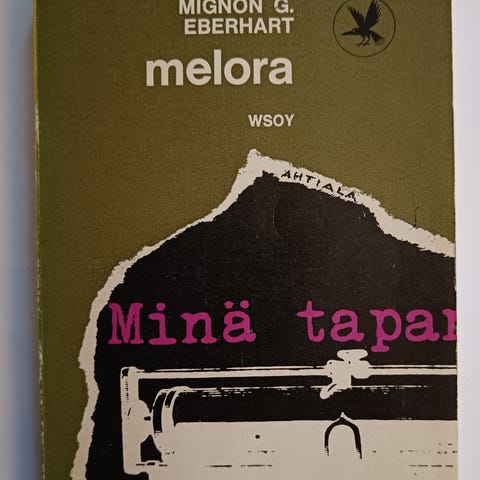 MIGNON G.
EBERHART
melora
WSOY
AHTIALA
Minä tapan